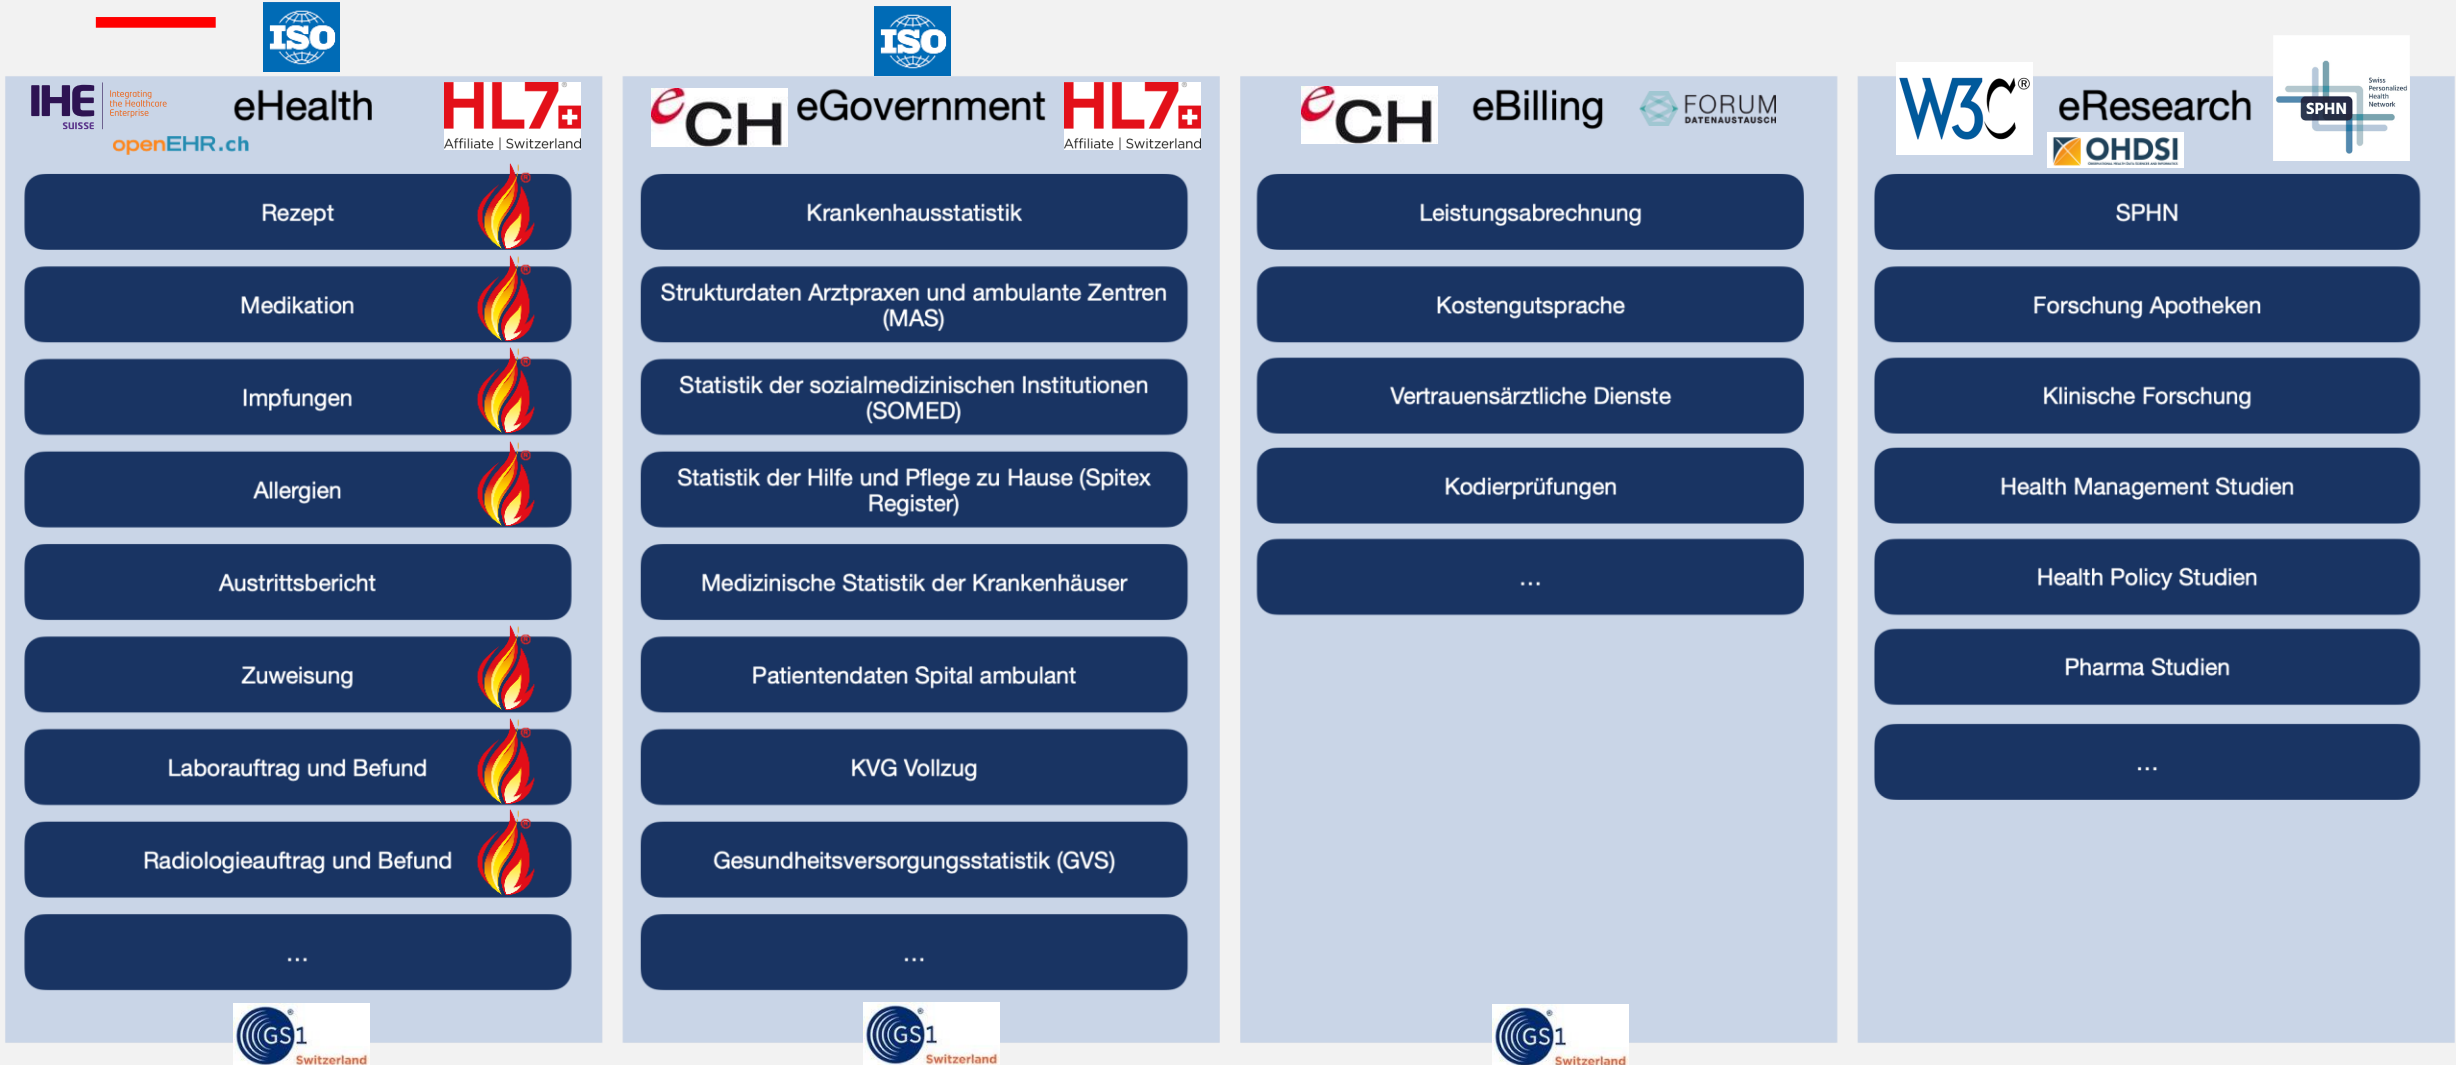 ISO
ISO
IHE
SUISSE
Integrating
the Healthcare
Enterprise
openEHR.ch
eHealth
HL7®
Affiliate | Switzerland
Rezept
®
Medikation
®
Impfungen
®
Allergien
®
Austrittsbericht
Zuweisung
®
Laborauftrag und Befund
®
Radiologieauftrag und Befund
®
...
GS1®
Switzerland
eCH
eGovernment
HL7®
Affiliate | Switzerland
Krankenhausstatistik
Strukturdaten Arztpraxen und ambulante Zentren
(MAS)
Statistik der sozialmedizinischen Institutionen
(SOMED)
Statistik der Hilfe und Pflege zu Hause (Spitex
Register)
Medizinische Statistik der Krankenhäuser
Patientendaten Spital ambulant
KVG Vollzug
Gesundheitsversorgungsstatistik (GVS)
...
GS1®
Switzerland
eCH
eBilling
FORUM
DATENAUSTAUSCH
Leistungsabrechnung
Kostengutsprache
Vertrauensärztliche Dienste
Kodierprüfungen
...
GS1®
Switzerland
W3C®
eResearch
OHDSI
SPHN
Swiss
Personalized
Health
Network
SPHN
Forschung Apotheken
Klinische Forschung
Health Management Studien
Health Policy Studien
Pharma Studien
...